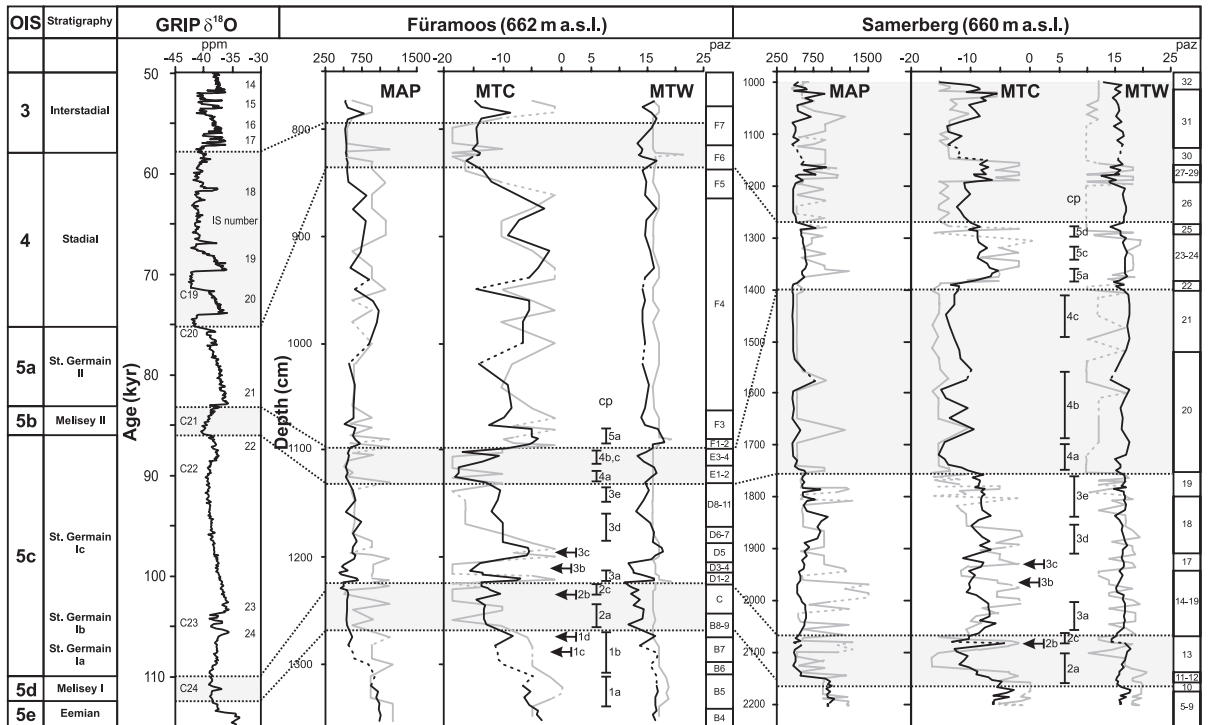 OIS Stratigraphy GRIP δ18O Füramoos (662 m a.s.l.) Samerberg (660 m a.s.l.)
ppm
-45 -40 -35 -30
250 500 750 1500
-20 -10 0
5 15 25
paz
250 500 750 1500
-20 -10 0
5 15 25
paz
MAP MTC MTW
MAP MTC MTW
3 Interstadial
4 Stadial
5a St. Germain II
5b Melisey II
5c St. Germain Ic
St. Germain Ib
St. Germain Ia
5d Melisey I
5e Eemian
Age (kyr)
50
60
70
80
90
100
110
14
15
16
17
18
IS number
19
C19
20
C20
21
C21
22
C22
23
C23
24
C24
Depth (cm)
800
900
1000
1100
1200
1300
cp
5a
4b,c
4a
3e
3d
3c
3b
3a
2c
2b
2a
1d
1c
1b
1a
F7
F6
F5
F4
F3
F1-2
E3-4
E1-2
D8-11
D6-7
D5
D3-4
D1-2
C
B8-9
B7
B6
B5
B4
1000
1100
1200
1300
1400
1500
1600
1700
1800
1900
2000
2100
2200
cp
5d
5c
5a
4c
4b
4a
3e
3d
3c
3b
3a
2c
2b
2a
32
31
30
27-29
26
25
23-24
22
21
20
19
18
17
14-19
13
11-12
10
5-9